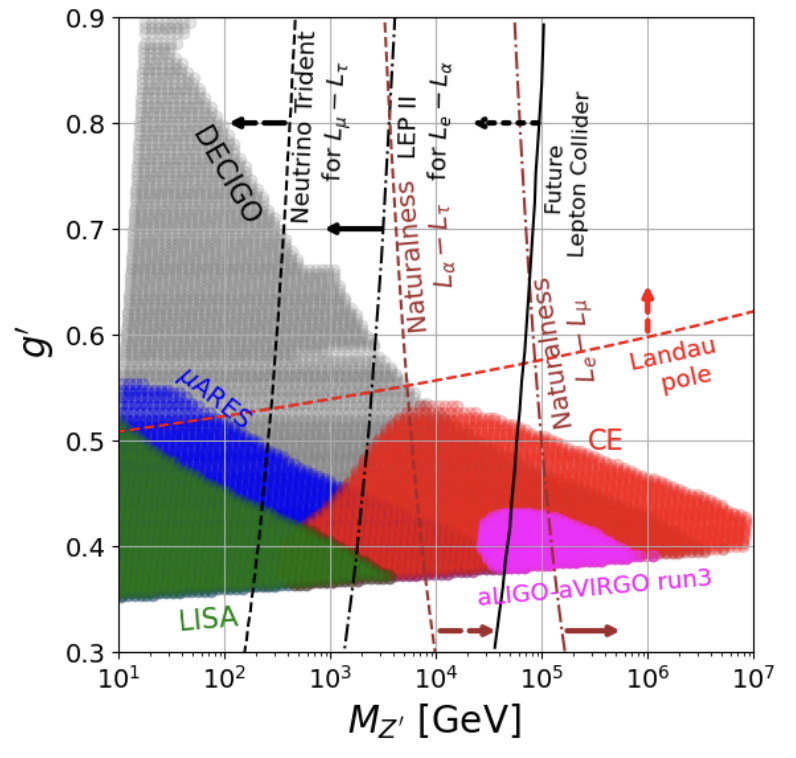 0.9
0.8
0.7
0.6
0.5
0.4
0.3
g′
DECIGO
Neutrino Trident
for Lμ − Lτ
LEP II
for Le − Lα
Naturalness
Lα − Lτ
Future
Lepton Collider
Naturalness
Le − Lμ
Landau
pole
μARES
CE
LISA
aLIGO-aVIRGO run3
10¹ 10² 10³ 10⁴ 10⁵ 10⁶ 10⁷
MZ′ [GeV]